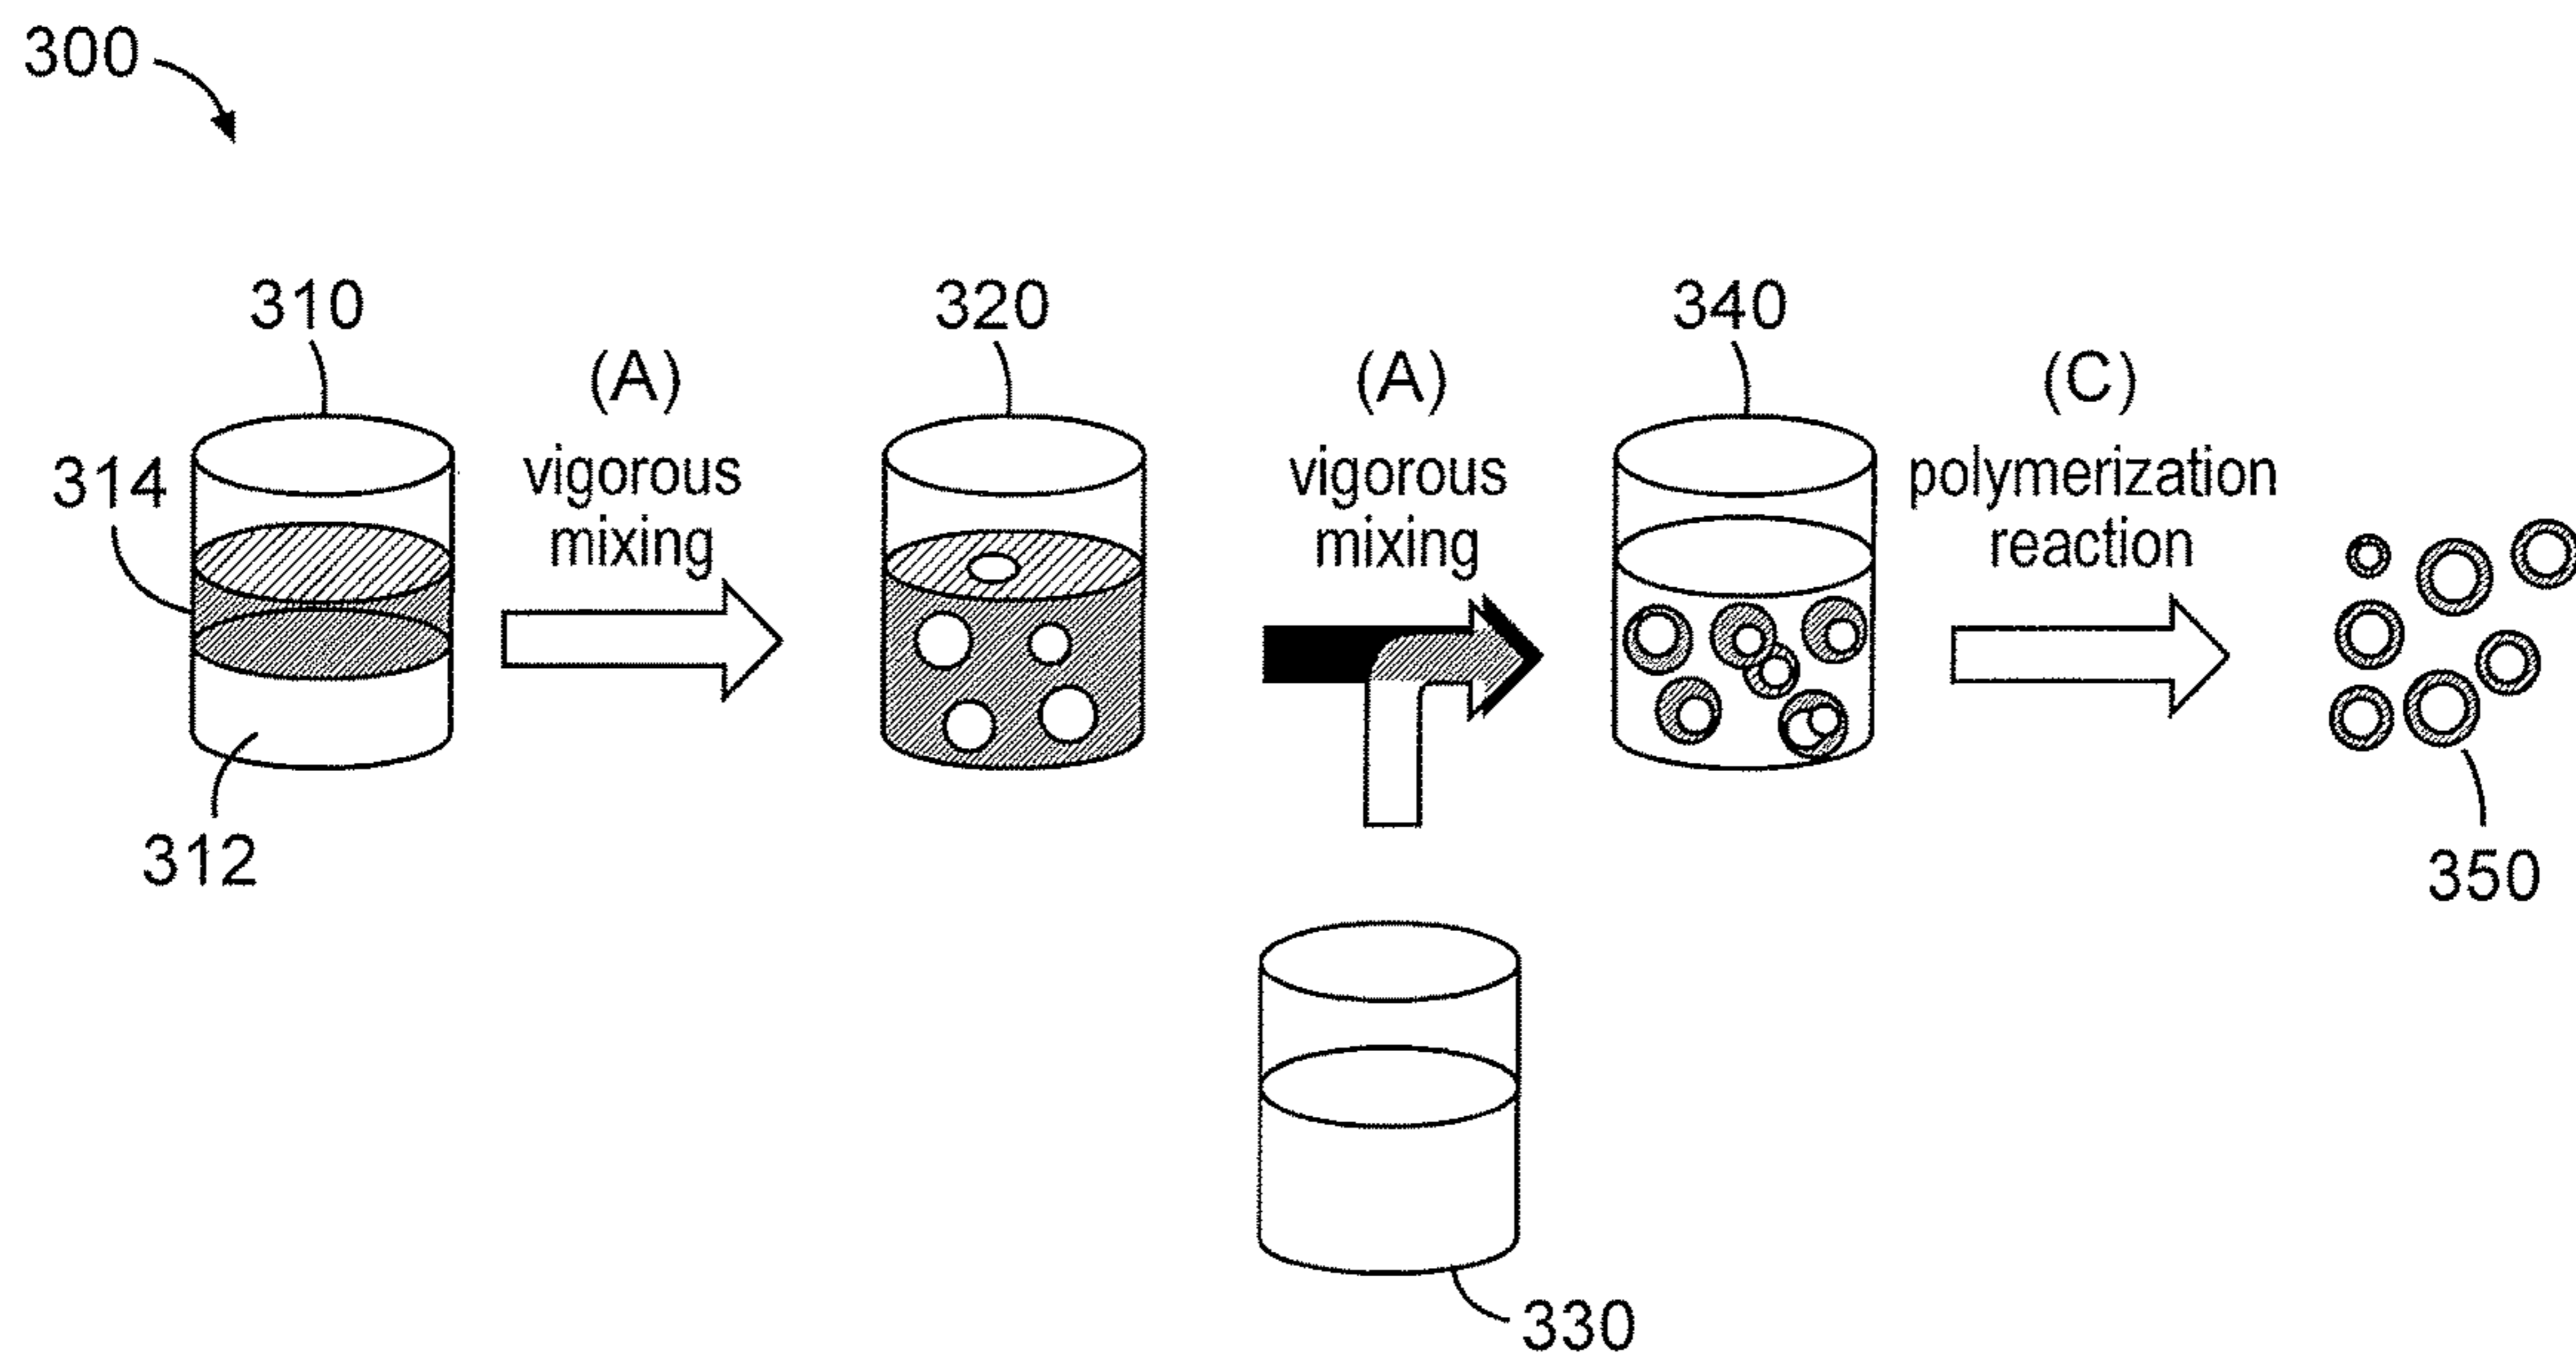 300
310
320
340
(A)
(A)
(C)
314
vigorous
mixing
vigorous
mixing
polymerization
reaction
312
350
330